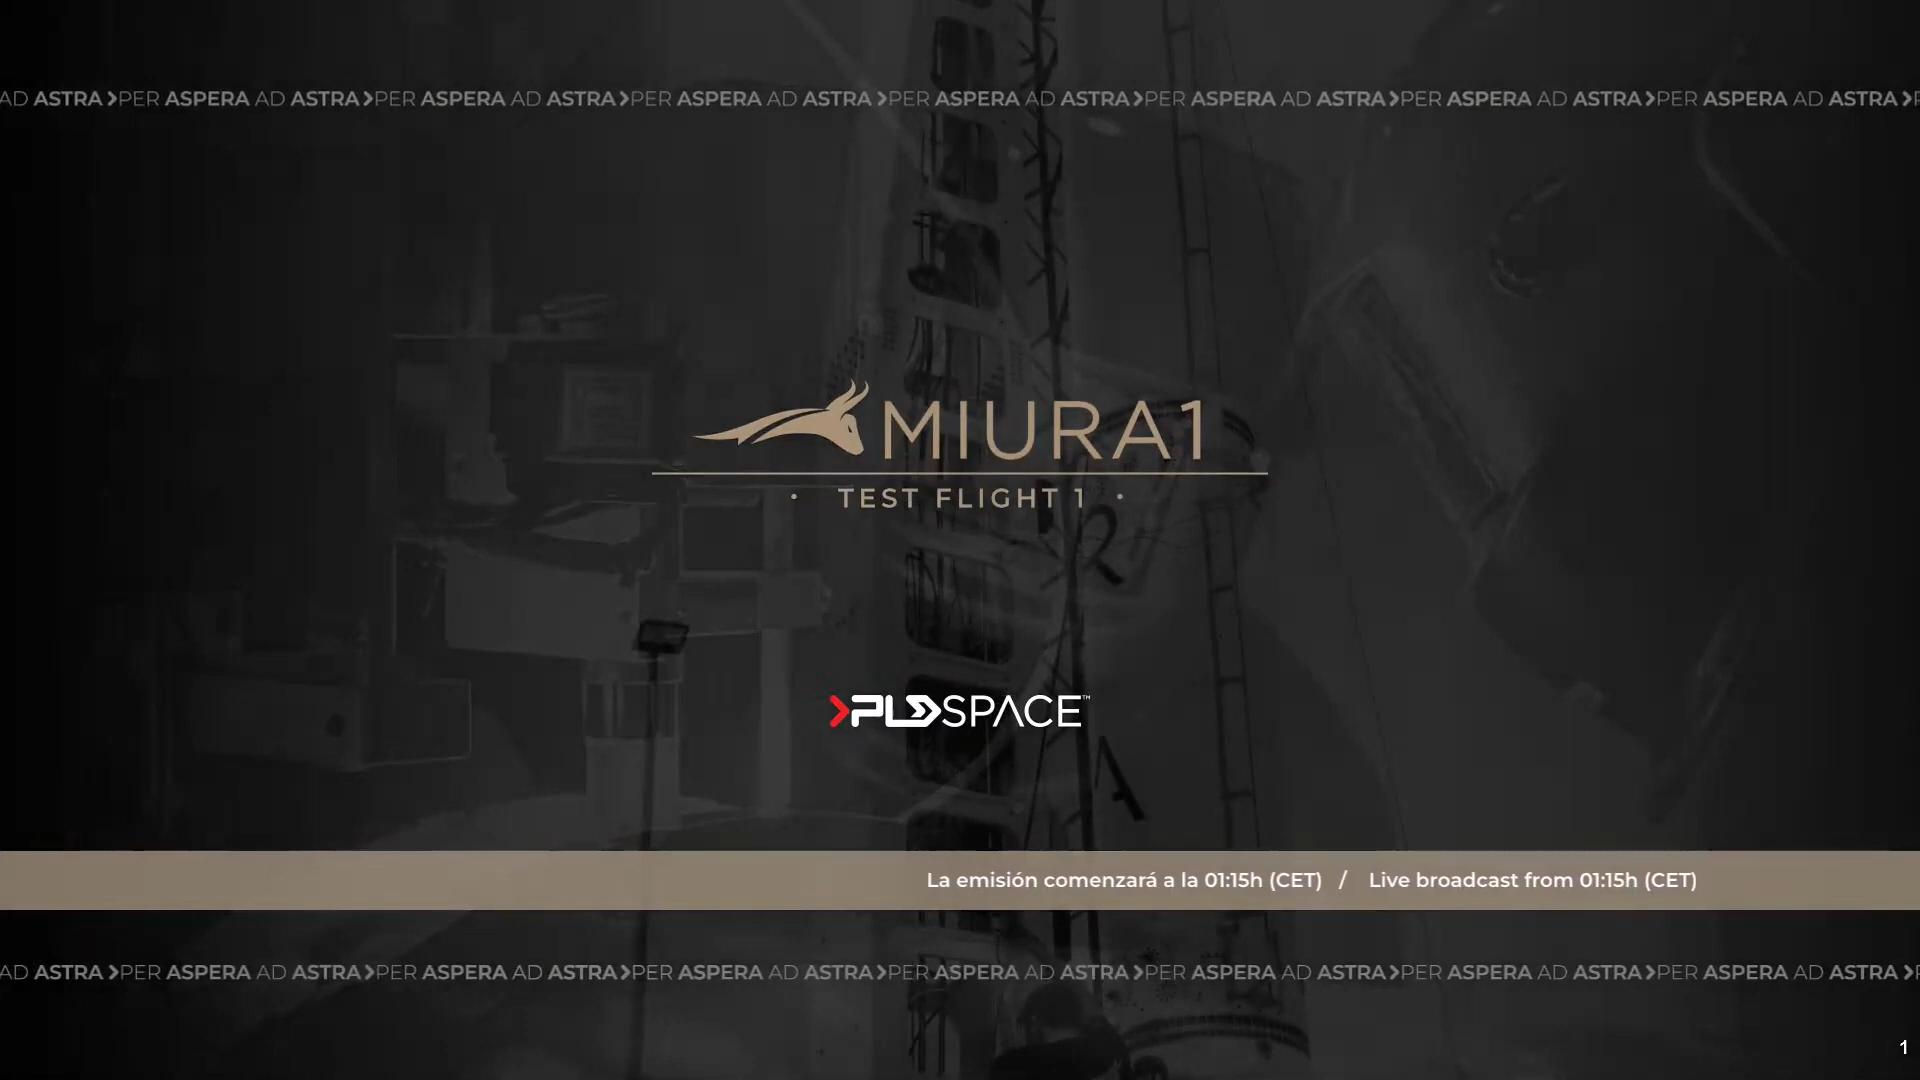 AD ASTRA >PER ASPERA AD ASTRA>PER ASPERA AD ASTRA>PER ASPERA AD ASTRA >PER ASPERA AD ASTRA>PER ASPERA AD ASTRA>PER ASPERA AD ASTRA>PER ASPERA AD ASTRA >P
MIURA1
· TEST FLIGHT 1 ·
>PLD SPACE™
La emisión comenzará a la 01:15h (CET) / Live broadcast from 01:15h (CET)
AD ASTRA >PER ASPERA AD ASTRA>PER ASPERA AD ASTRA>PER ASPERA AD ASTRA>PER ASPERA AD ASTRA>PER ASPERA AD ASTRA>PER ASPERA AD ASTRA>PER ASPERA AD ASTRA >P
1